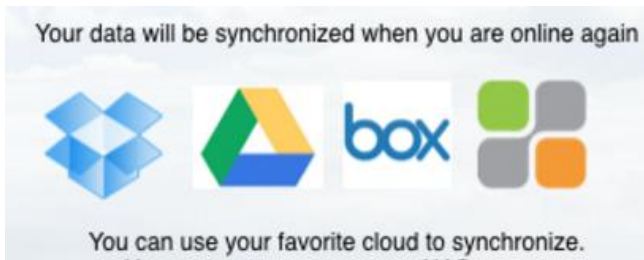 Your data will be synchronized when you are online again
box
You can use your favorite cloud to synchronize.